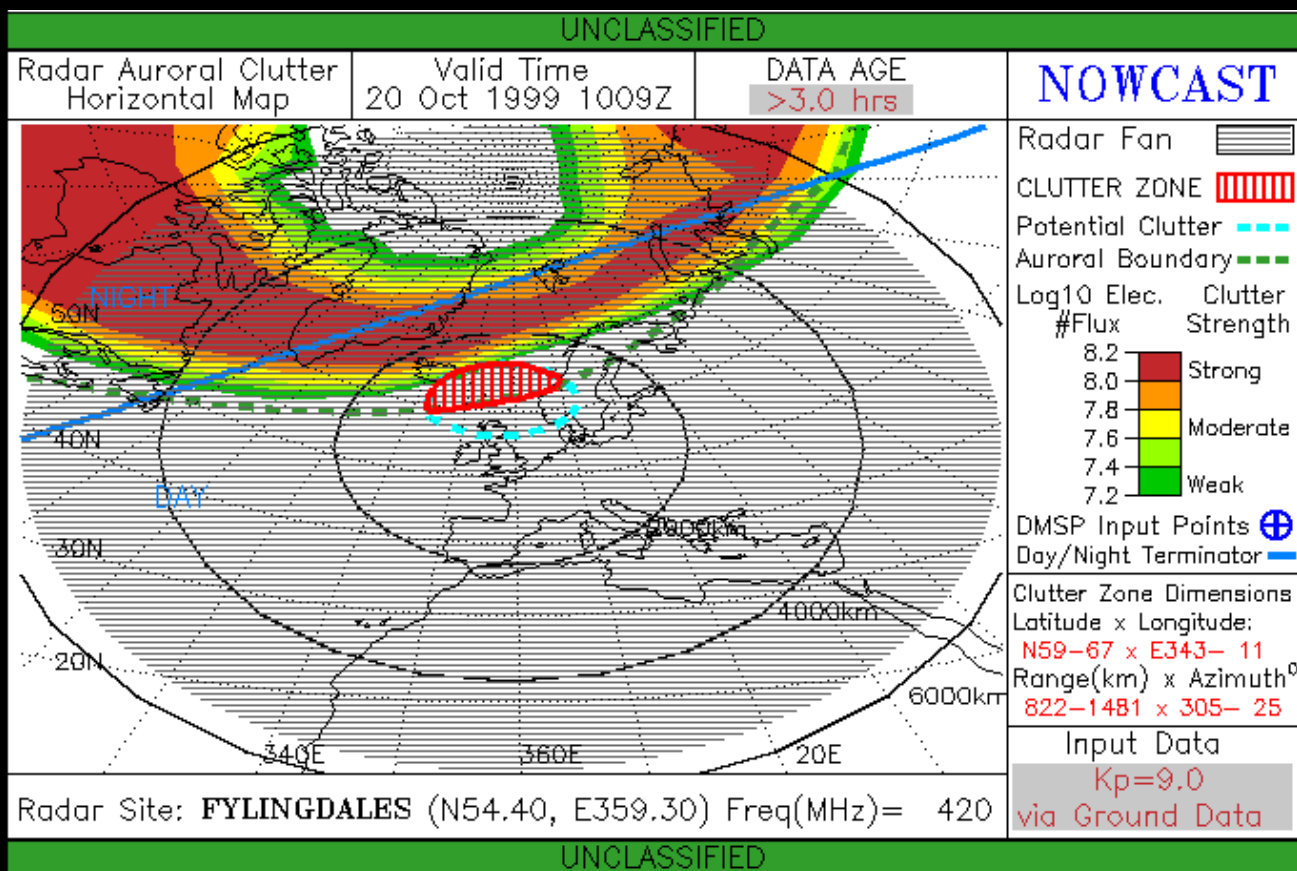 UNCLASSIFIED
Radar Auroral Clutter
Horizontal Map
Valid Time
20 Oct 1999 1009Z
DATA AGE
>3.0 hrs
NOWCAST
Radar Fan
CLUTTER ZONE
Potential Clutter
Auroral Boundary
Log10 Elec. Clutter
#Flux Strength
8.2
Strong
8.0
7.8
Moderate
7.6
7.4
Weak
7.2
DMSP Input Points
Day/Night Terminator
Clutter Zone Dimensions
Latitude x Longitude:
N59-67 x E343- 11
Range(km) x Azimuth°
822-1481 x 305- 25
Input Data
Kp=9.0
via Ground Data
NIGHT
50N
40N
DAY
30N
20N
340E
360E
20E
4000km
6000km
Radar Site: FYLINGDALES (N54.40, E359.30) Freq(MHz)= 420
UNCLASSIFIED